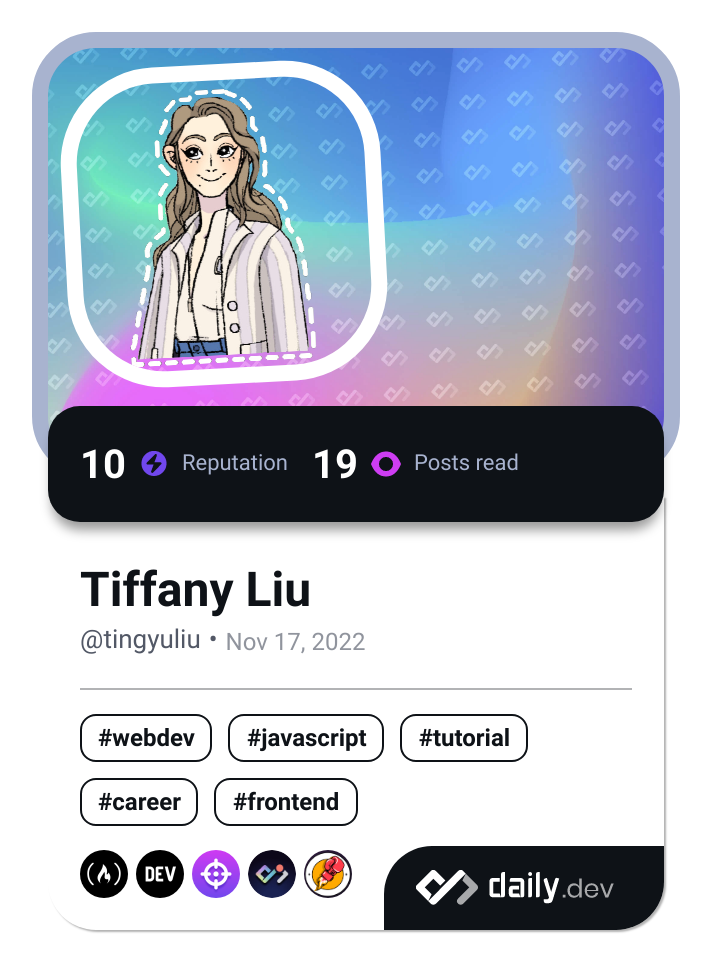 10 Reputation 19 Posts read
Tiffany Liu
@tingyuliu • Nov 17, 2022
#webdev #javascript #tutorial
#career #frontend
DEV
daily.dev